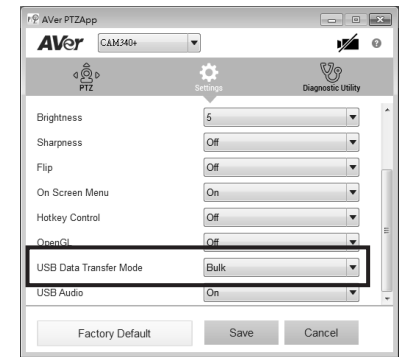 AVer PTZApp
AVer CAM340+
PTZ Settings Diagnostic Utility
Brightness 5
Sharpness Off
Flip Off
On Screen Menu On
Hotkey Control Off
OpenGL Off
USB Data Transfer Mode Bulk
USB Audio On
Factory Default Save Cancel